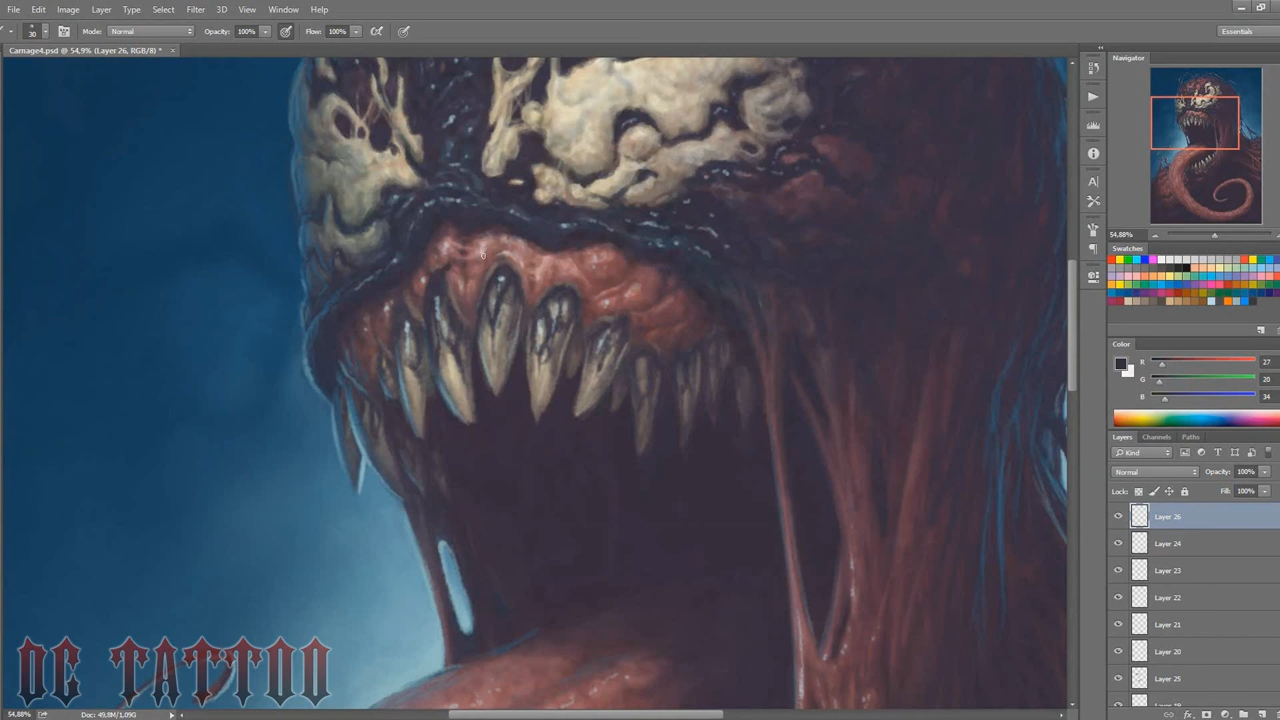 File Edit Image Layer Type Select Filter 3D View Window Help
30 Mode: Normal Opacity: 100% Flow: 100% Essentials
Carnage4.psd @ 54,9% (Layer 26, RGB/8) * ×
Navigator
54,88%
Swatches
Color
R 27
G 20
B 34
Layers Channels Paths
Kind
Normal Opacity: 100%
Lock: Fill: 100%
Layer 26
Layer 24
Layer 23
Layer 22
Layer 21
Layer 20
Layer 25
DG TATTOO
54,88% Doc: 49,8M/1,09G